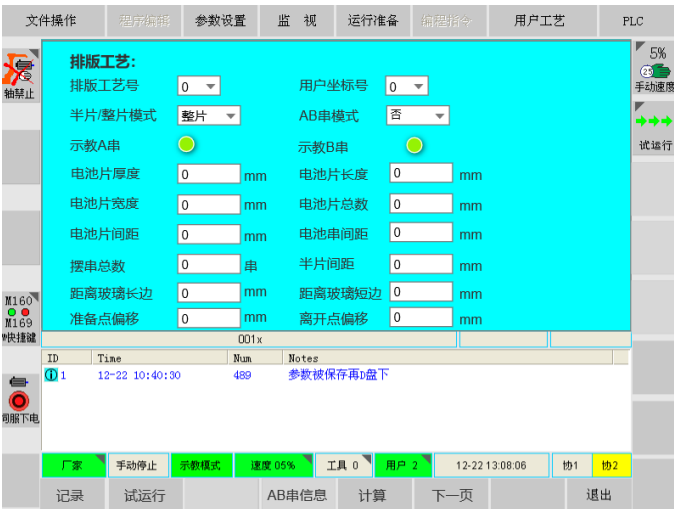 文件操作 程序编辑 参数设置 监 视 运行准备 编程指令 用户工艺 PLC
轴禁止
5%
25
手动速度
试运行
排版工艺:
排版工艺号 0 用户坐标号 0
半片/整片模式 整片 AB串模式 否
示教A串 示教B串
电池片厚度 0 mm 电池片长度 0 mm
电池片宽度 0 mm 电池片总数 0 mm
电池片间距 0 mm 电池串间距 0 mm
摆串总数 0 串 半片间距 0 mm
距离玻璃长边 0 mm 距离玻璃短边 0 mm
准备点偏移 0 mm 离开点偏移 0 mm
M160
M169
快捷键
伺服下电
001x
ID Time Num Notes
1 12-22 10:40:30 489 参数被保存再D盘下
厂家 手动停止 示教模式 速度 05% 工具 0 用户 2 12-22 13:08:06 协1 协2
记录 试运行 AB串信息 计算 下一页 退出